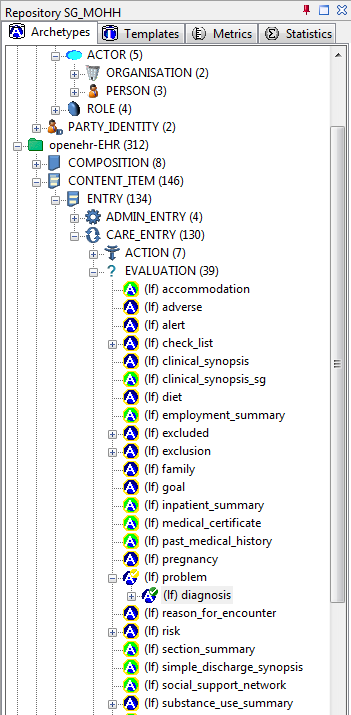 Repository SG_MOHH
Archetypes Templates Metrics Statistics
ACTOR (5)
ORGANISATION (2)
PERSON (3)
ROLE (4)
PARTY_IDENTITY (2)
openehr-EHR (312)
COMPOSITION (8)
CONTENT_ITEM (146)
ENTRY (134)
ADMIN_ENTRY (4)
CARE_ENTRY (130)
ACTION (7)
? EVALUATION (39)
A (lf) accommodation
A (lf) adverse
A (lf) alert
A (lf) check_list
A (lf) clinical_synopsis
A (lf) clinical_synopsis_sg
A (lf) diet
A (lf) employment_summary
A (lf) excluded
A (lf) exclusion
A (lf) family
A (lf) goal
A (lf) inpatient_summary
A (lf) medical_certificate
A (lf) past_medical_history
A (lf) pregnancy
A (lf) problem
A (lf) diagnosis
A (lf) reason_for_encounter
A (lf) risk
A (lf) section_summary
A (lf) simple_discharge_synopsis
A (lf) social_support_network
A (lf) substance_use_summary